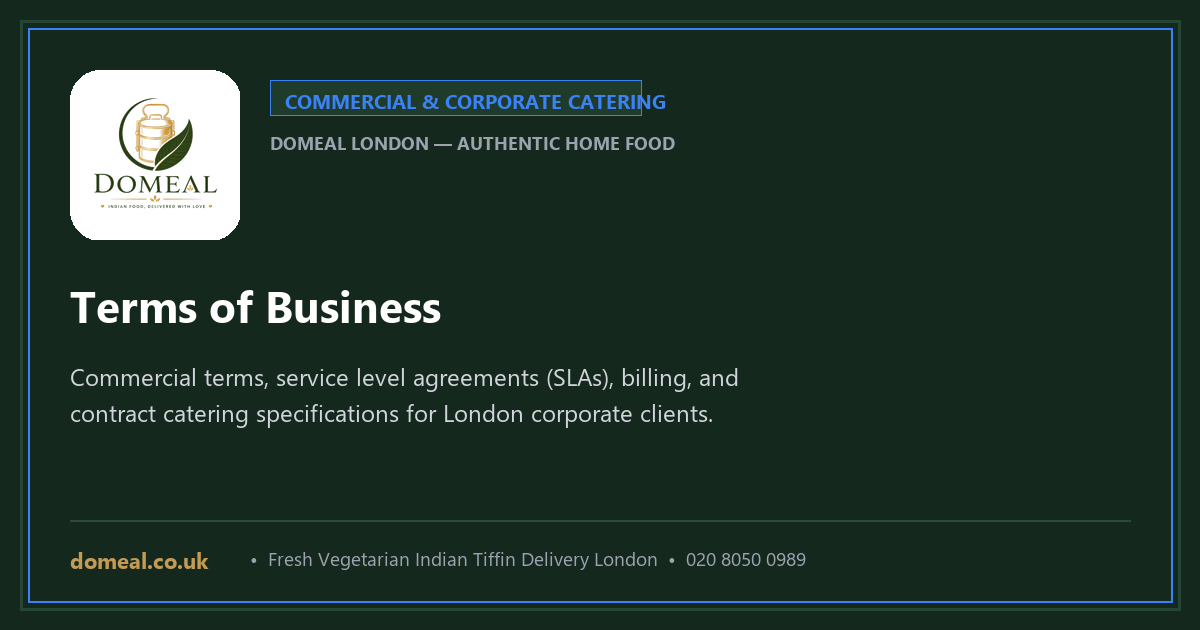 COMMERCIAL & CORPORATE CATERING
DOMEAL LONDON — AUTHENTIC HOME FOOD
DOMEAL
INDIAN FOOD, DELIVERED WITH LOVE
Terms of Business
Commercial terms, service level agreements (SLAs), billing, and
contract catering specifications for London corporate clients.
domeal.co.uk • Fresh Vegetarian Indian Tiffin Delivery London • 020 8050 0989